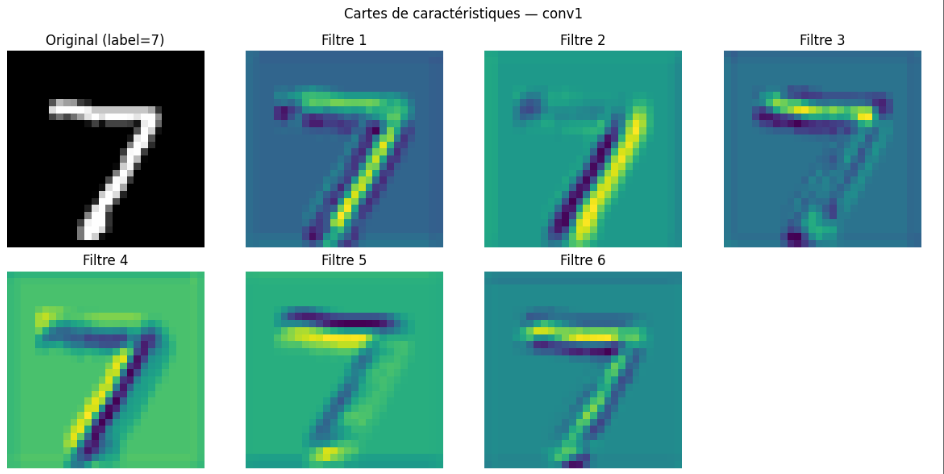 Cartes de caractéristiques — conv1
Original (label=7)
Filtre 1
Filtre 2
Filtre 3
Filtre 4
Filtre 5
Filtre 6